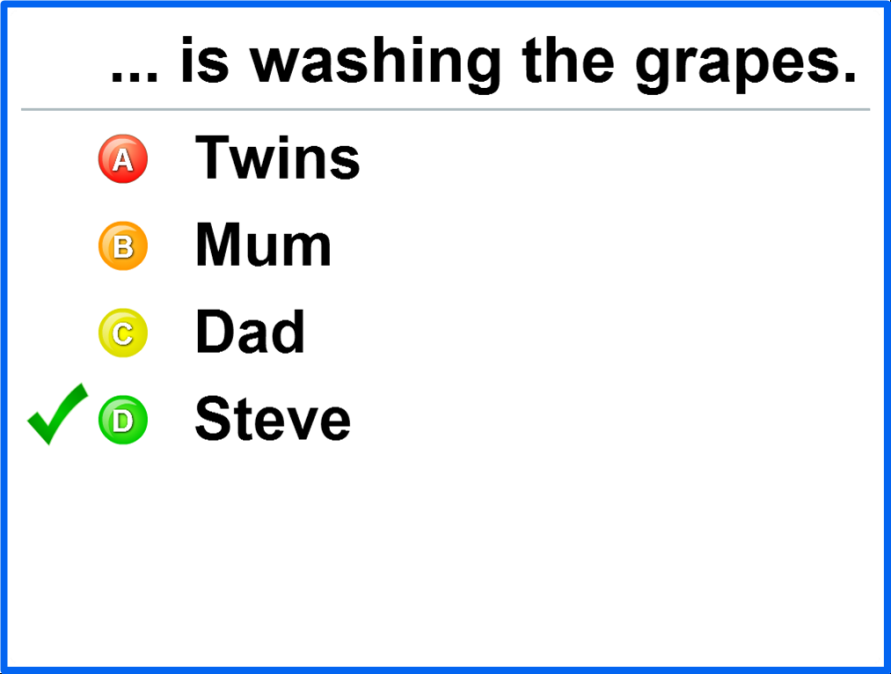 ... is washing the grapes.
A Twins
B Mum
C Dad
D Steve